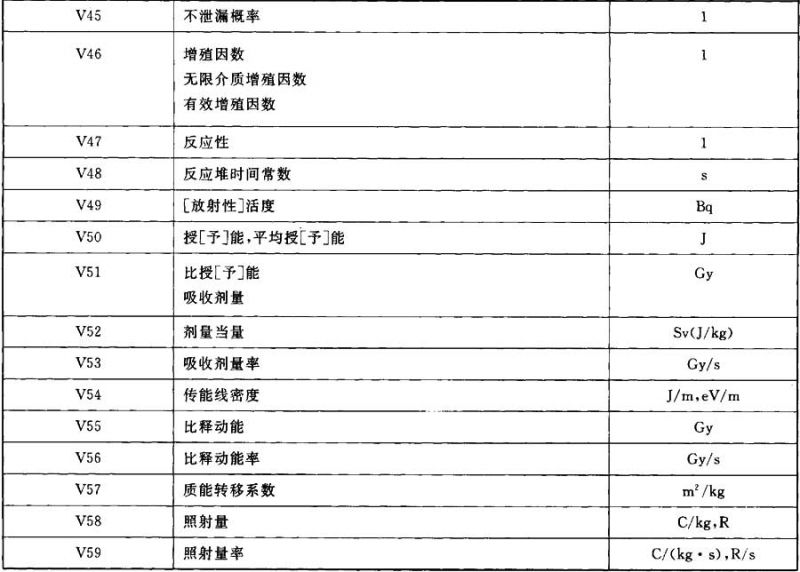 V45 不泄漏概率 1
V46 增殖因数 1
无限介质增殖因数
有效增殖因数
V47 反应性 1
V48 反应堆时间常数 s
V49 [放射性]活度 Bq
V50 授[予]能,平均授[予]能 J
V51 比授[予]能 Gy
吸收剂量
V52 剂量当量 Sv(J/kg)
V53 吸收剂量率 Gy/s
V54 传能线密度 J/m,eV/m
V55 比释动能 Gy
V56 比释动能率 Gy/s
V57 质能转移系数 m²/kg
V58 照射量 C/kg,R
V59 照射量率 C/(kg·s),R/s